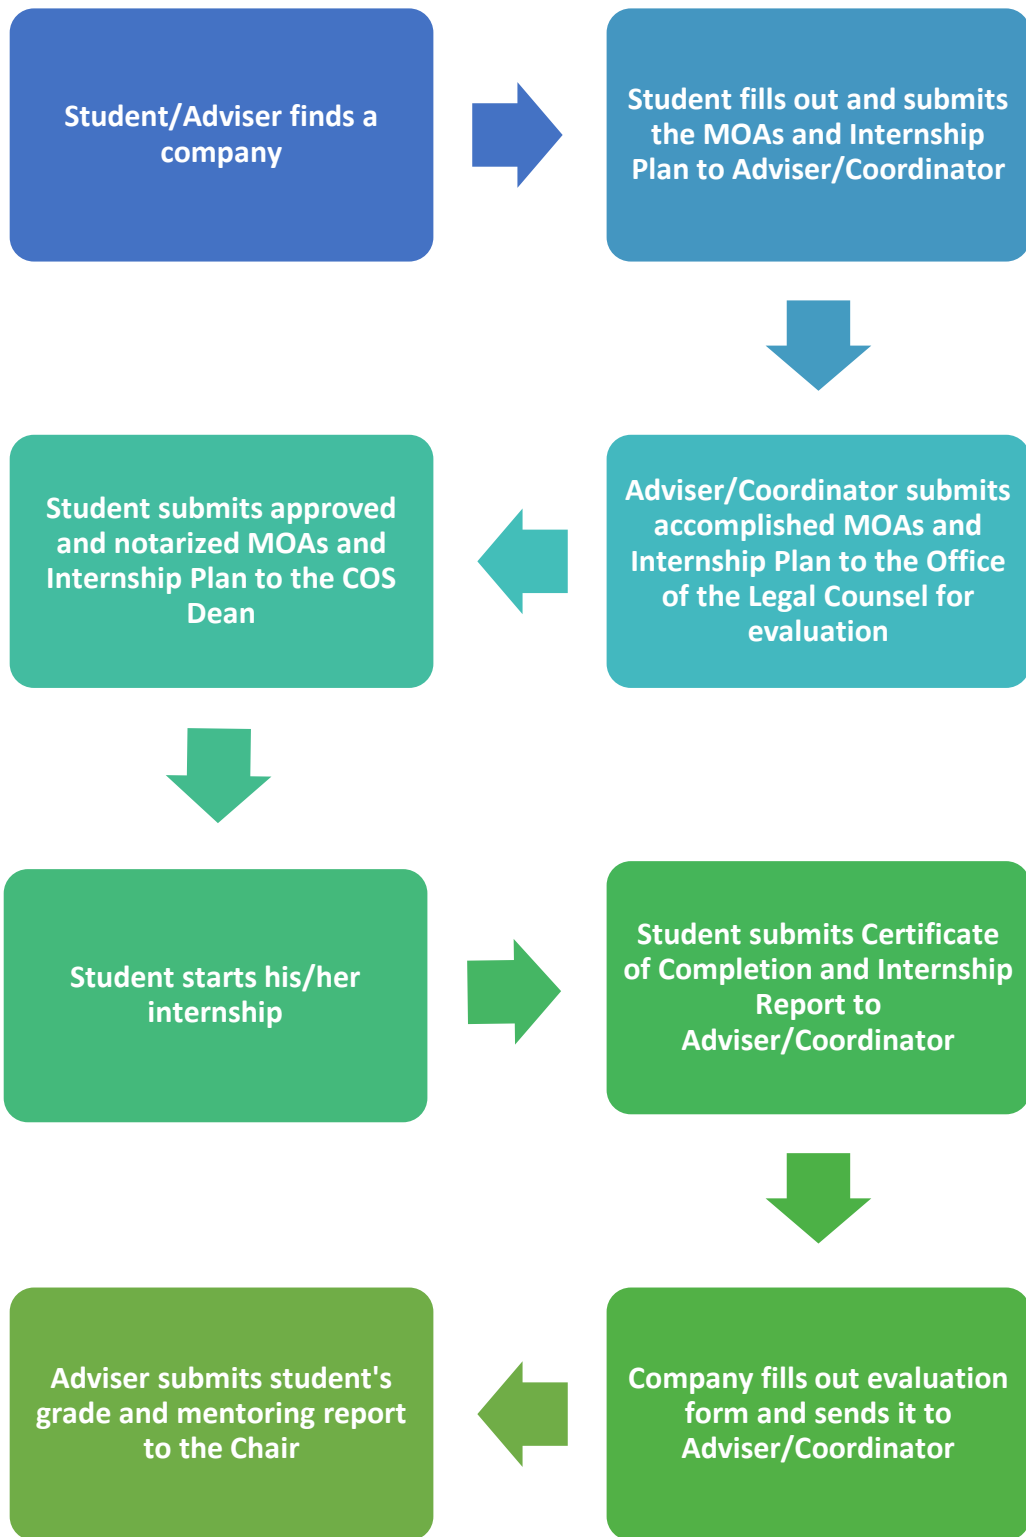 Student/Adviser finds a
company
Student fills out and submits
the MOAs and Internship
Plan to Adviser/Coordinator
Adviser/Coordinator submits
accomplished MOAs and
Internship Plan to the Office
of the Legal Counsel for
evaluation
Student submits approved
and notarized MOAs and
Internship Plan to the COS
Dean
Student starts his/her
internship
Student submits Certificate
of Completion and Internship
Report to
Adviser/Coordinator
Company fills out evaluation
form and sends it to
Adviser/Coordinator
Adviser submits student's
grade and mentoring report
to the Chair